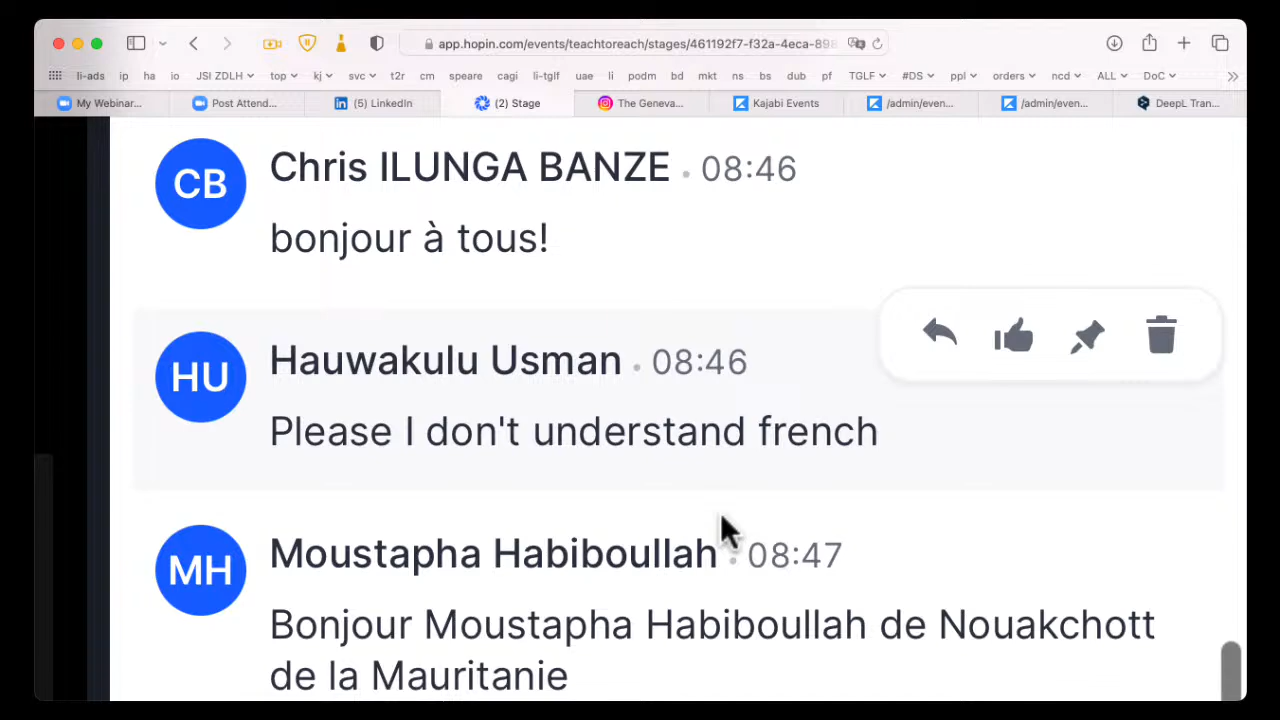 app.hopin.com/events/teachtoreach/stages/461192f7-f32a-4eca-898
li-ads ip ha io JSI ZDLH top kj svc t2r cm speare cagi li-tglf uae li podm bd mkt ns bs dub pf TGLF #DS ppl orders ncd ALL DoC
My Webinar... Post Attend... (5) LinkedIn (2) Stage The Geneva... Kajabi Events /admin/even... /admin/even... DeepL Tran...
CB Chris ILUNGA BANZE 08:46
bonjour à tous!
HU Hauwakulu Usman 08:46
Please I don't understand french
MH Moustapha Habiboullah 08:47
Bonjour Moustapha Habiboullah de Nouakchott
de la Mauritanie